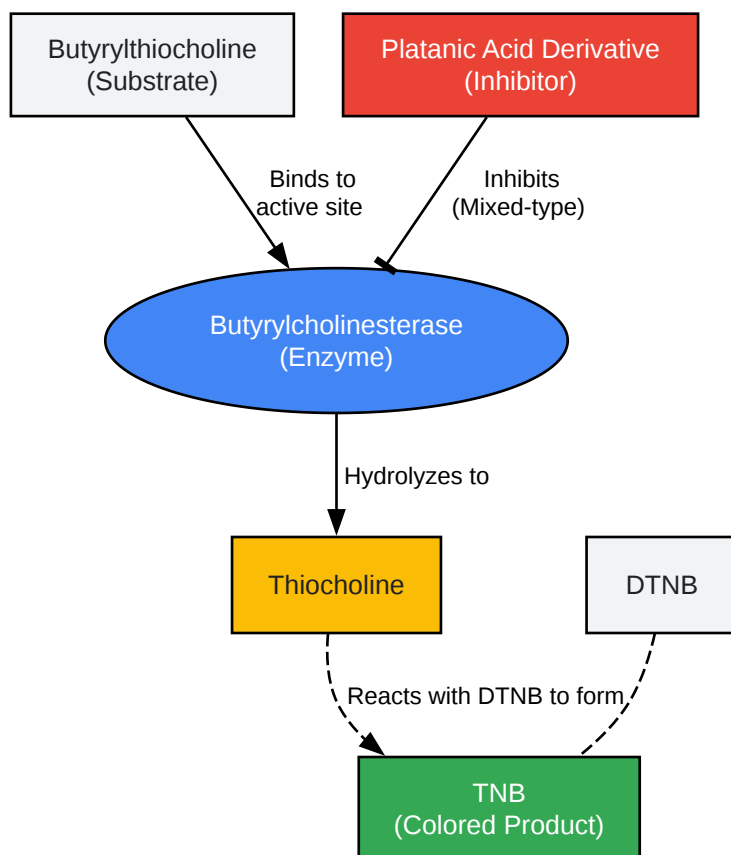 Butyrylthiocholine
(Substrate)
Platanic Acid Derivative
(Inhibitor)
Binds to
active site
Inhibits
(Mixed-type)
Butyrylcholinesterase
(Enzyme)
Hydrolyzes to
Thiocholine
DTNB
Reacts with DTNB to form
TNB
(Colored Product)